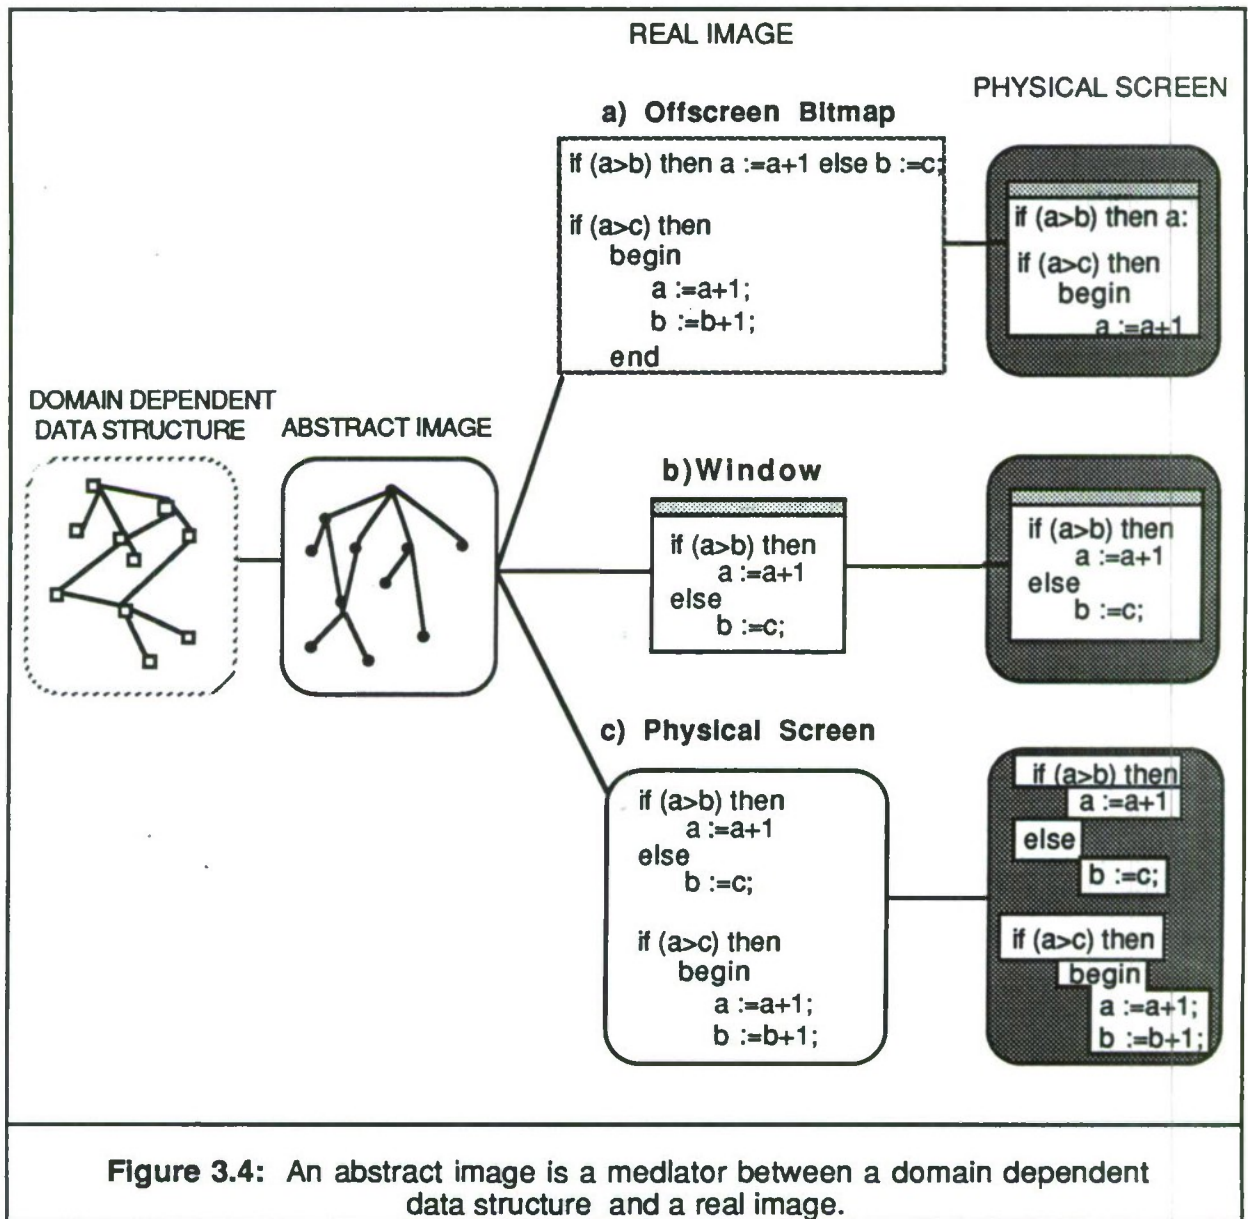 REAL IMAGE
PHYSICAL SCREEN
a) Offscreen Bitmap
if (a>b) then a :=a+1 else b :=c;
if (a>c) then
begin
a :=a+1;
b :=b+1;
end
if (a>b) then a:
if (a>c) then
begin
a :=a+1
DOMAIN DEPENDENT
DATA STRUCTURE
ABSTRACT IMAGE
b)Window
if (a>b) then
a :=a+1
else
b :=c;
if (a>b) then
a :=a+1
else
b :=c;
c) Physical Screen
if (a>b) then
a :=a+1
else
b :=c;
if (a>c) then
begin
a :=a+1;
b :=b+1;
if (a>b) then
a :=a+1
else
b :=c;
if (a>c) then
begin
a :=a+1;
b :=b+1;
Figure 3.4: An abstract image is a mediator between a domain dependent
data structure and a real image.